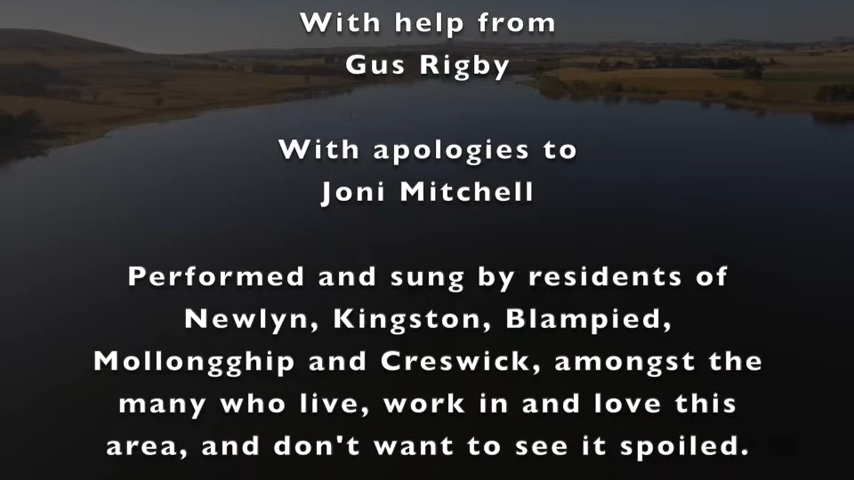 With help from
Gus Rigby
With apologies to
Joni Mitchell
Performed and sung by residents of
Newlyn, Kingston, Blampied,
Mollongghip and Creswick, amongst the
many who live, work in and love this
area, and don't want to see it spoiled.